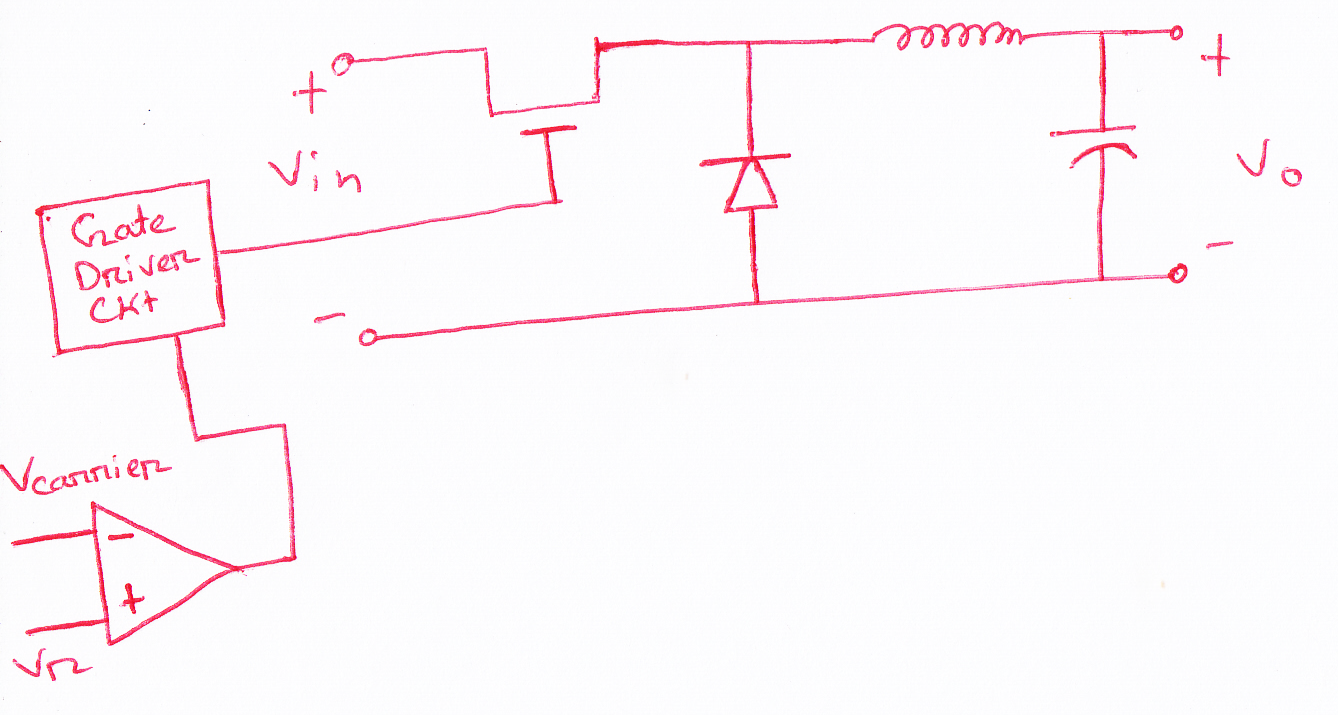 +
Vin
-
Gate
Driver
CKt
+
Vo
-
Vcarrier
-
+
Vr